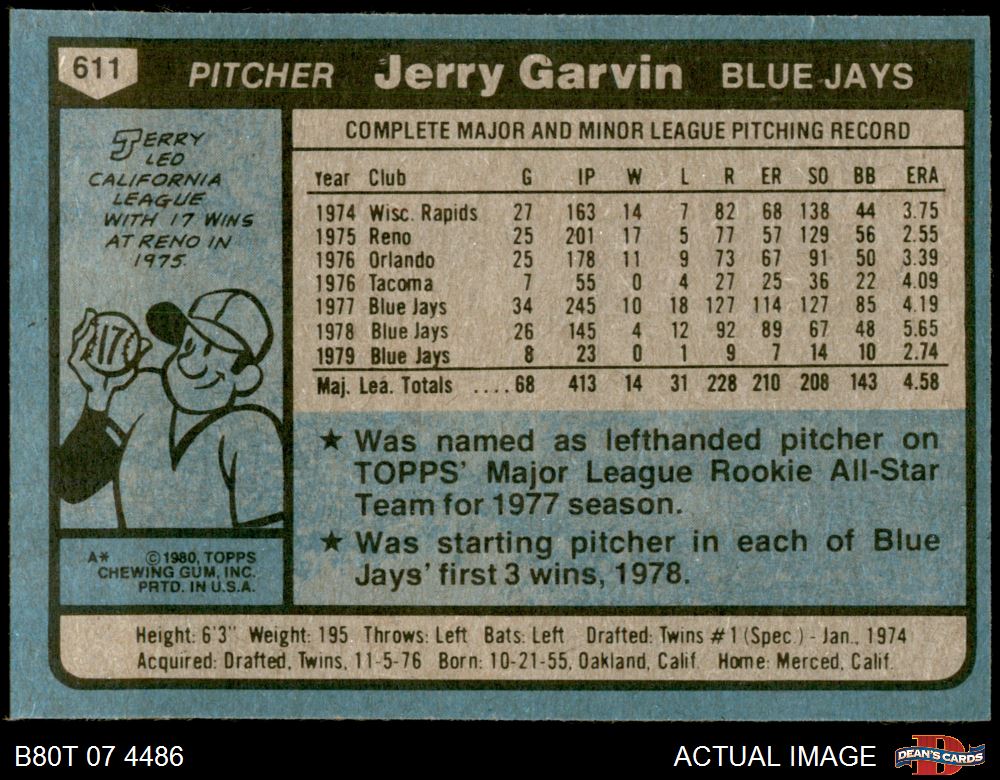 611 PITCHER Jerry Garvin BLUE JAYS
JERRY
LED
CALIFORNIA
LEAGUE
WITH 17 WINS
AT RENO IN
1975.
17
A* ©1980, TOPPS
CHEWING GUM, INC.
PRTD. IN U.S.A.
COMPLETE MAJOR AND MINOR LEAGUE PITCHING RECORD
Year Club G IP W L R ER SO BB ERA
1974 Wisc. Rapids 27 163 14 7 82 68 138 44 3.75
1975 Reno 25 201 17 5 77 57 129 56 2.55
1976 Orlando 25 178 11 9 73 67 91 50 3.39
1976 Tacoma 7 55 0 4 27 25 36 22 4.09
1977 Blue Jays 34 245 10 18 127 114 127 85 4.19
1978 Blue Jays 26 145 4 12 92 89 67 48 5.65
1979 Blue Jays 8 23 0 1 9 7 14 10 2.74
Maj. Lea. Totals ....68 413 14 31 228 210 208 143 4.58
★ Was named as lefthanded pitcher on
TOPPS' Major League Rookie All-Star
Team for 1977 season.
★ Was starting pitcher in each of Blue
Jays' first 3 wins, 1978.
Height: 6'3" Weight: 195 Throws: Left Bats: Left Drafted: Twins #1 (Spec.) - Jan., 1974
Acquired: Drafted, Twins, 11-5-76 Born: 10-21-55, Oakland, Calif. Home: Merced, Calif.
B80T 07 4486 ACTUAL IMAGE D DEAN'S CARDS